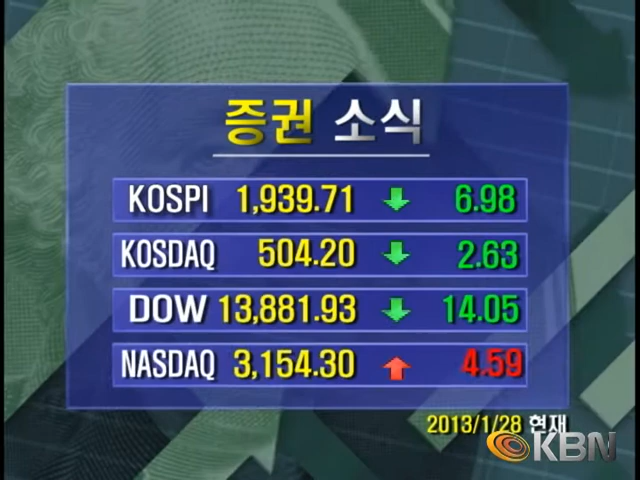 증권 소식
KOSPI 1,939.71 6.98
KOSDAQ 504.20 2.63
DOW 13,881.93 14.05
NASDAQ 3,154.30 4.59
2013/1/28 현재
KBN